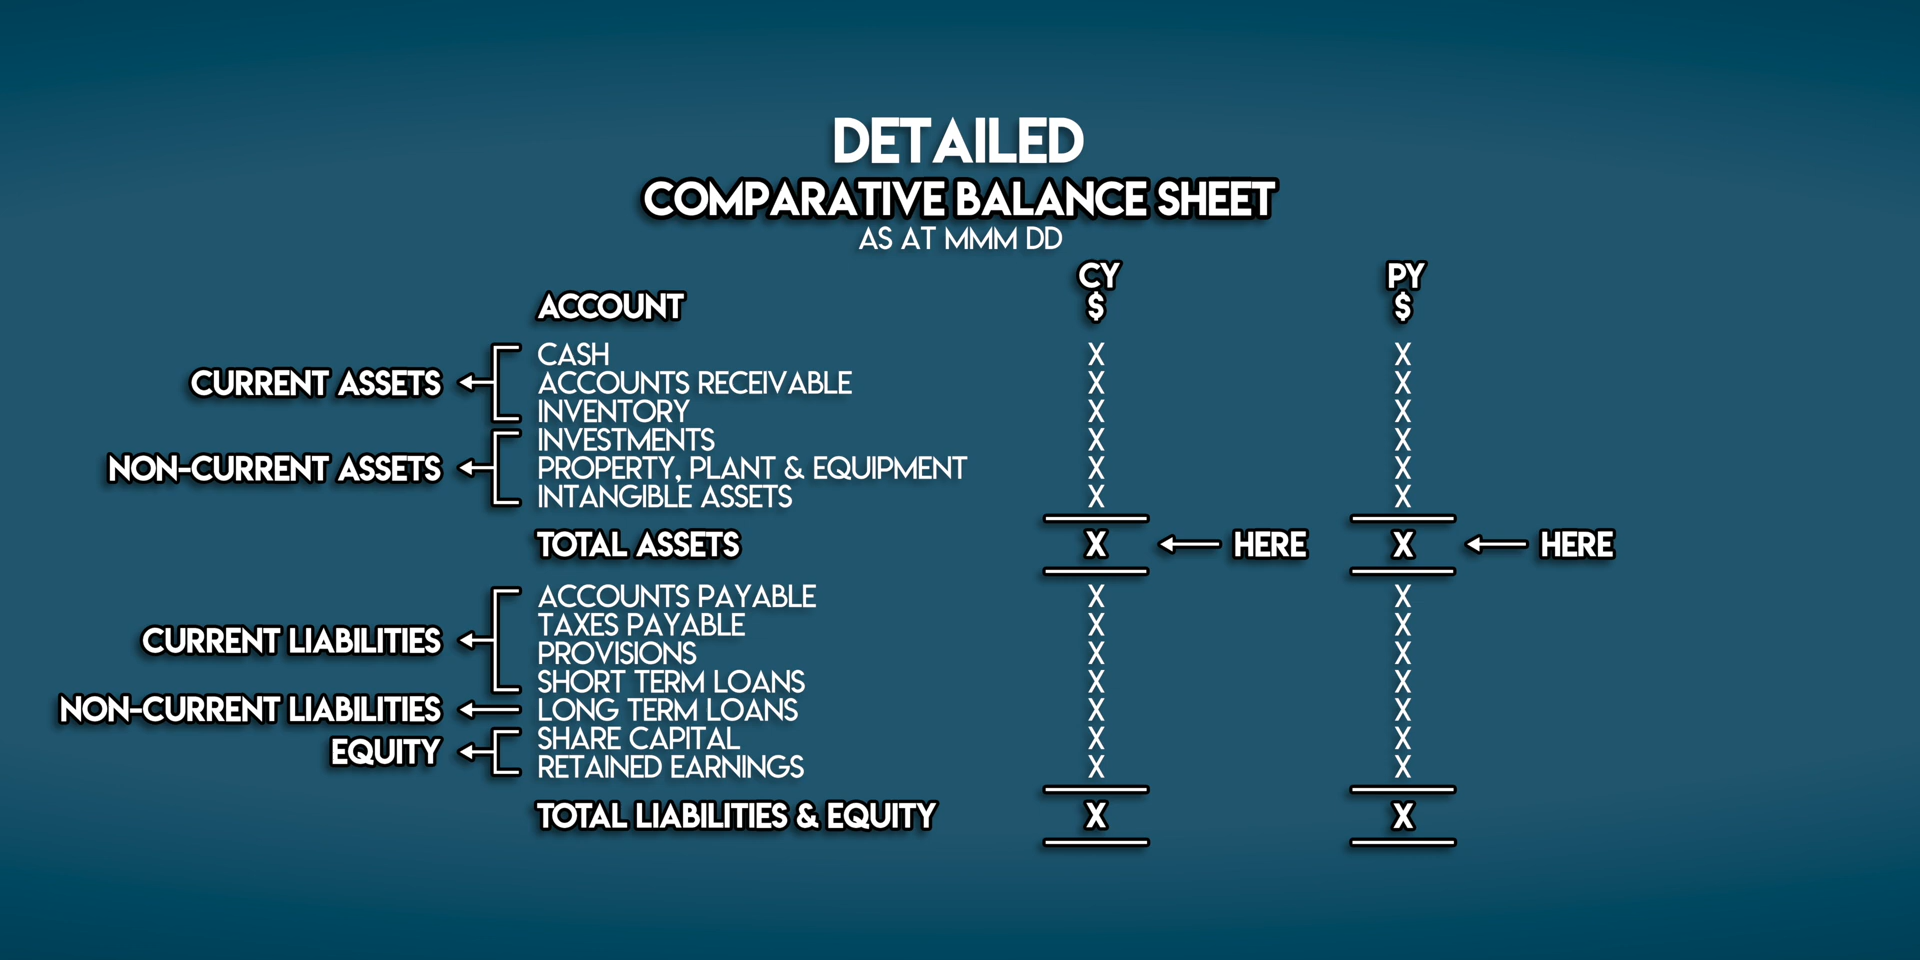 DETAILED
COMPARATIVE BALANCE SHEET
AS AT MMM DD
CY PY
ACCOUNT $ $
CASH X X
CURRENT ASSETS ACCOUNTS RECEIVABLE X X
INVENTORY X X
INVESTMENTS X X
NON-CURRENT ASSETS PROPERTY, PLANT & EQUIPMENT X X
INTANGIBLE ASSETS X X
TOTAL ASSETS X HERE X HERE
ACCOUNTS PAYABLE X X
TAXES PAYABLE X X
CURRENT LIABILITIES
PROVISIONS X X
SHORT TERM LOANS X X
NON-CURRENT LIABILITIES LONG TERM LOANS X X
SHARE CAPITAL X X
EQUITY
RETAINED EARNINGS X X
TOTAL LIABILITIES & EQUITY X X